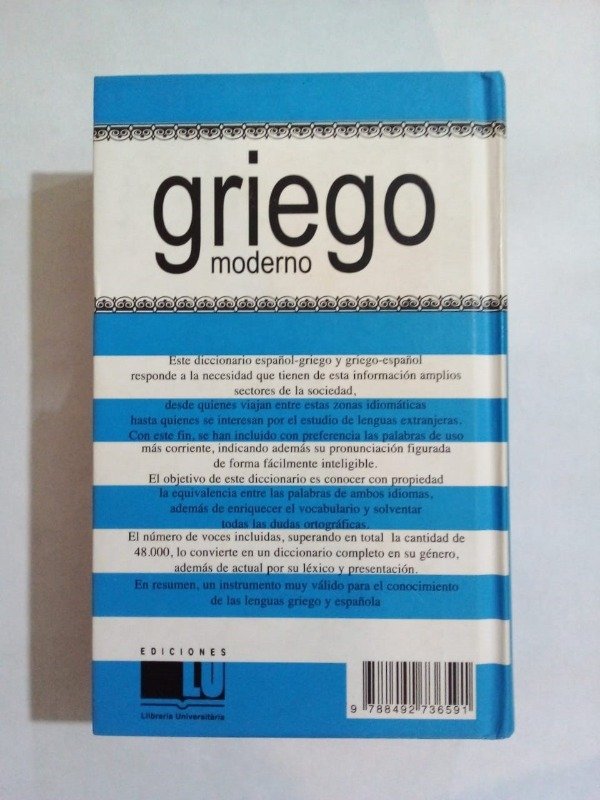 griego
moderno
Este diccionario español-griego y griego-español
responde a la necesidad que tienen de esta información amplios
sectores de la sociedad,
desde quienes viajan entre estas zonas idiomáticas
hasta quienes se interesan por el estudio de lenguas extranjeras.
Con este fin, se han incluido con preferencia las palabras de uso
más corriente, indicando además su pronunciación figurada
de forma fácilmente inteligible.
El objetivo de este diccionario es conocer con propiedad
la equivalencia entre las palabras de ambos idiomas,
además de enriquecer el vocabulario y solventar
todas las dudas ortográficas.
El número de voces incluidas, superando en total la cantidad de
48.000, lo convierte en un diccionario completo en su género,
además de actual por su léxico y presentación.
En resumen, un instrumento muy válido para el conocimiento
de las lenguas griego y española
EDICIONES
LU
Llibreria Universitària
9 788492 736591